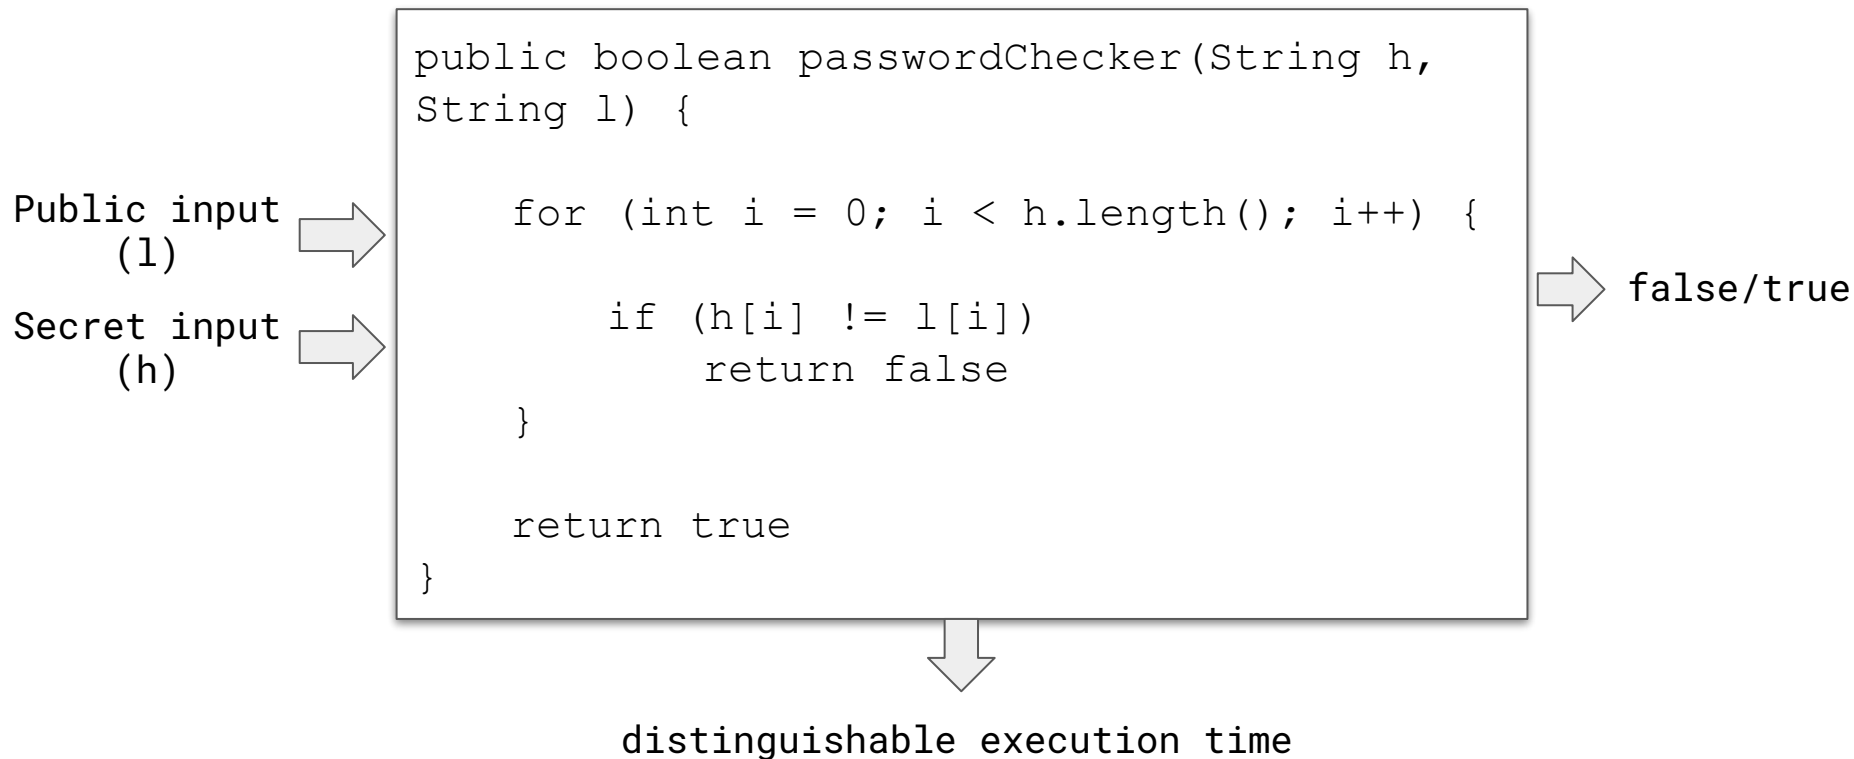 public boolean passwordChecker(String h,
String l) {
for (int i = 0; i < h.length(); i++) {
if (h[i] != l[i])
return false
}
return true
}
Public input
(l)
Secret input
(h)
false/true
distinguishable execution time